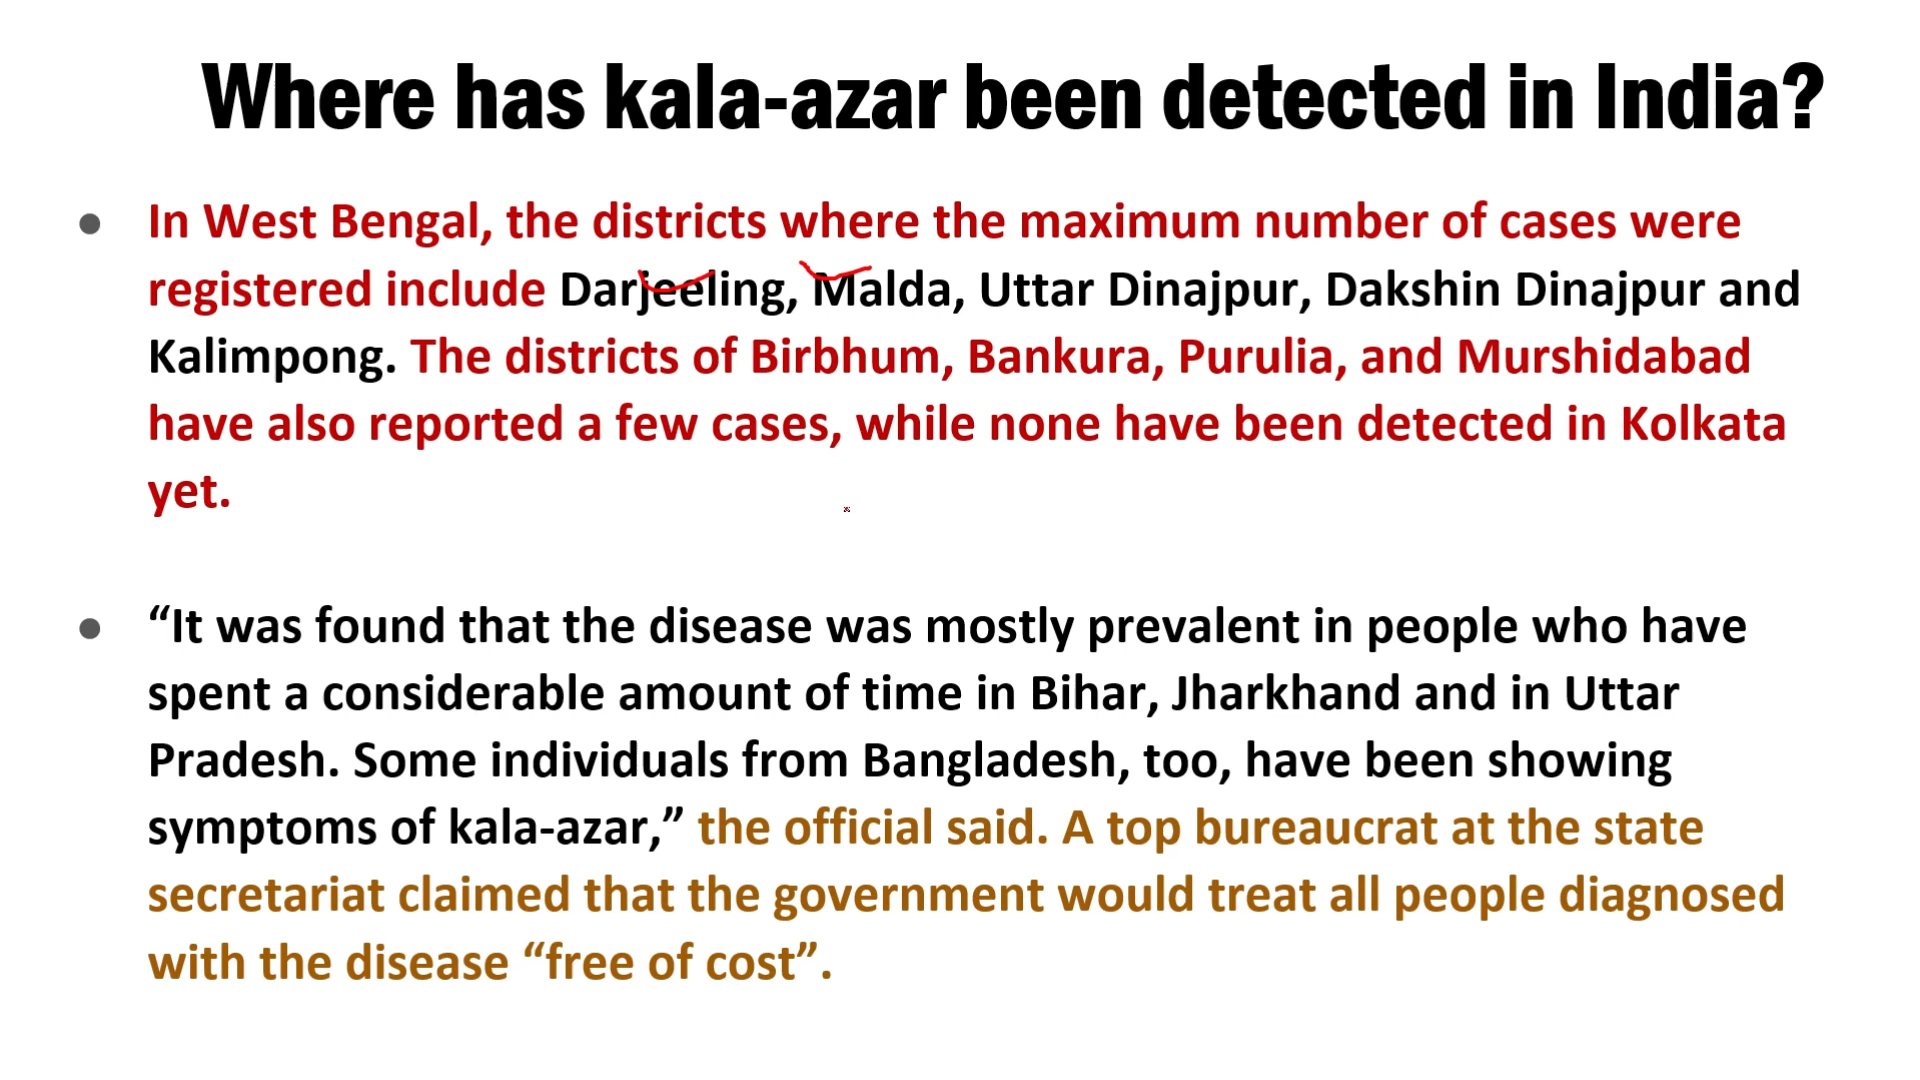 Where has kala-azar been detected in India?
● In West Bengal, the districts where the maximum number of cases were
registered include Darjeeling, Malda, Uttar Dinajpur, Dakshin Dinajpur and
Kalimpong. The districts of Birbhum, Bankura, Purulia, and Murshidabad
have also reported a few cases, while none have been detected in Kolkata
yet.
● “It was found that the disease was mostly prevalent in people who have
spent a considerable amount of time in Bihar, Jharkhand and in Uttar
Pradesh. Some individuals from Bangladesh, too, have been showing
symptoms of kala-azar,” the official said. A top bureaucrat at the state
secretariat claimed that the government would treat all people diagnosed
with the disease “free of cost”.